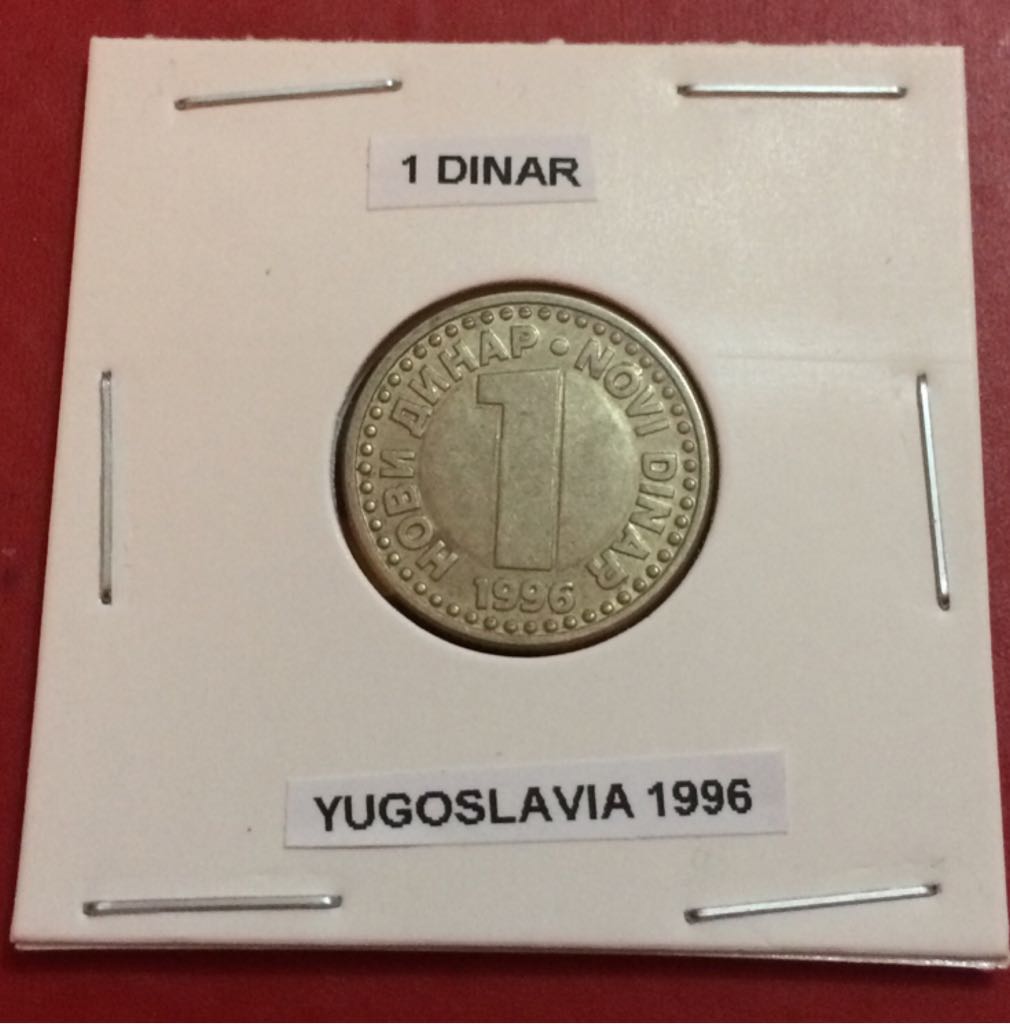 1 DINAR
НОВИ ДИНАР • NOVI DINAR
1
1996
YUGOSLAVIA 1996